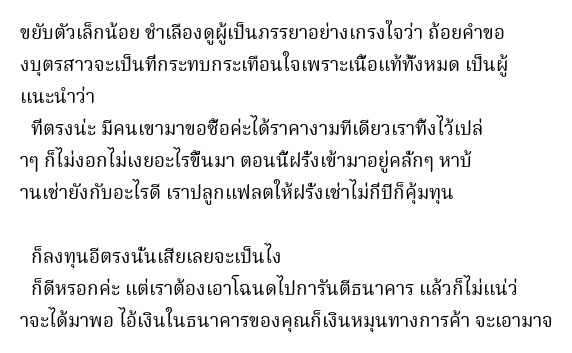 ขยับตัวเล็กน้อย ชำเลืองดูผู้เป็นภรรยาอย่างเกรงใจว่า ถ้อยคำขอ
งบุตรสาวจะเป็นที่กระทบกระเทือนใจเพราะเนื้อแท้ทั้งหมด เป็นผู้
แนะนำว่า
ที่ตรงน่ะ มีคนเขามาขอซื้อค่ะได้ราคางามทีเดียวเราทิ้งไว้เปล่
าๆ ก็ไม่งอกไม่เงยอะไรขึ้นมา ตอนนี้ฝรั่งเข้ามาอยู่คลั่กๆ หาบ้
านเช่ายังกับอะไรดี เราปลูกแฟลตให้ฝรั่งเช่าไม่กี่ปีก็คุ้มทุน
ก็ลงทุนอีตรงนั้นเสียเลยจะเป็นไง
ก็ดีหรอกค่ะ แต่เราต้องเอาโฉนดไปการันตีธนาคาร แล้วก็ไม่แน่ว่
าจะได้มาพอ ไอ้เงินในธนาคารของคุณก็เงินหมุนทางการค้า จะเอามาจ